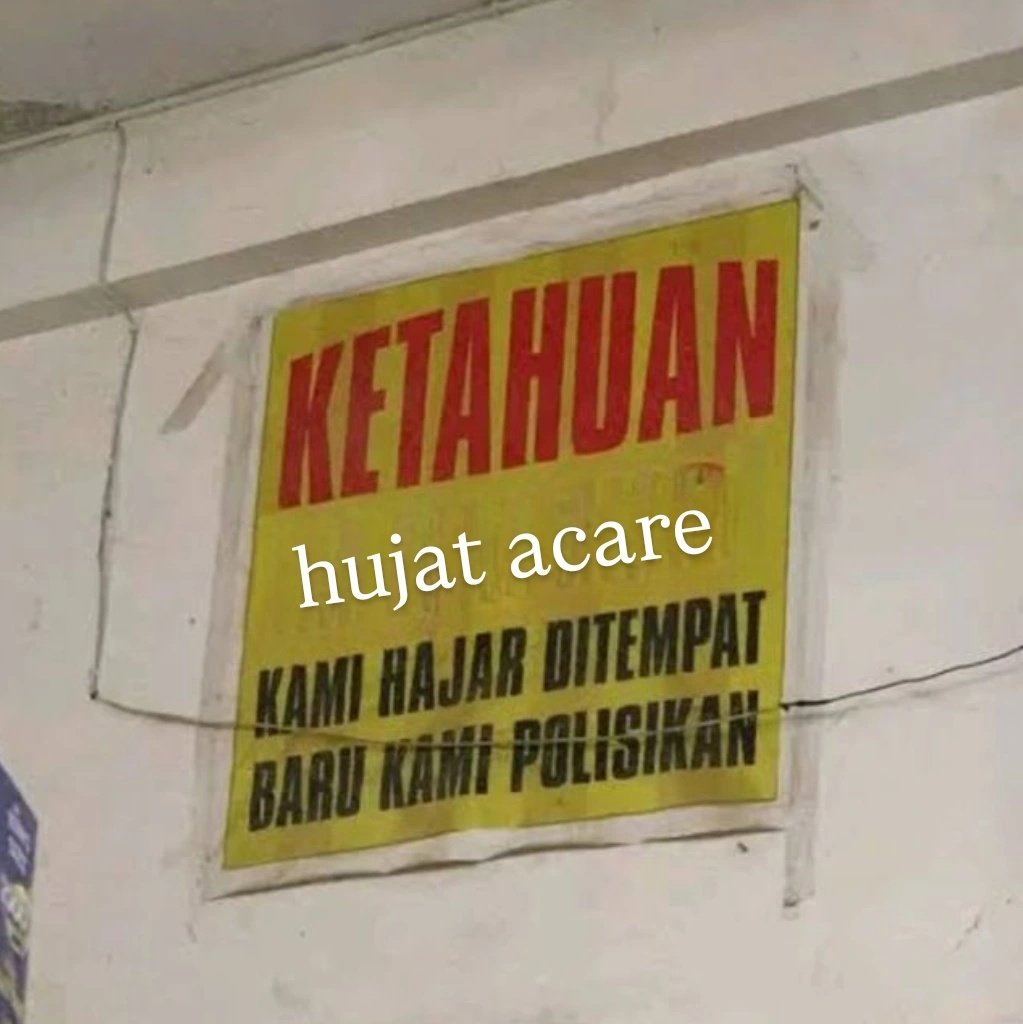 KETAHUAN
hujat acare
KAMI HAJAR DITEMPAT
BARU KAMI POLISIKAN